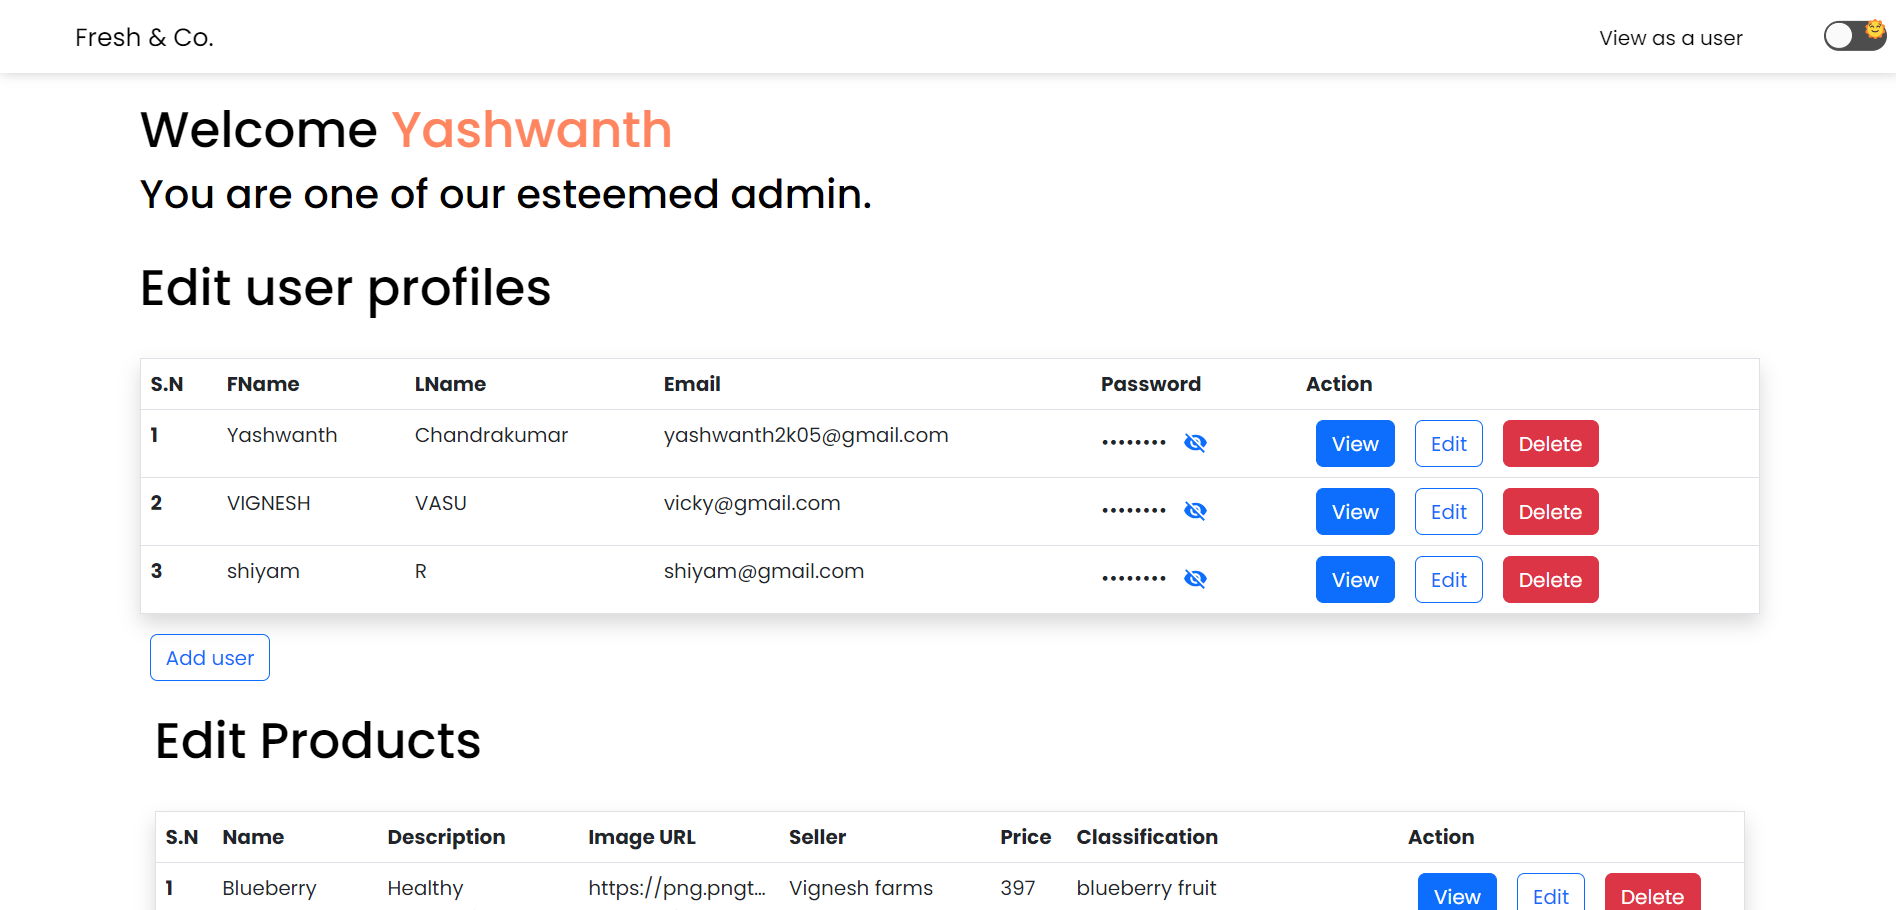 Fresh & Co. View as a user
Welcome Yashwanth
You are one of our esteemed admin.
Edit user profiles
S.N FName LName Email Password Action
1 Yashwanth Chandrakumar yashwanth2k05@gmail.com •••••••• View Edit Delete
2 VIGNESH VASU vicky@gmail.com •••••••• View Edit Delete
3 shiyam R shiyam@gmail.com •••••••• View Edit Delete
Add user
Edit Products
S.N Name Description Image URL Seller Price Classification Action
1 Blueberry Healthy https://png.pngt... Vignesh farms 397 blueberry fruit View Edit Delete